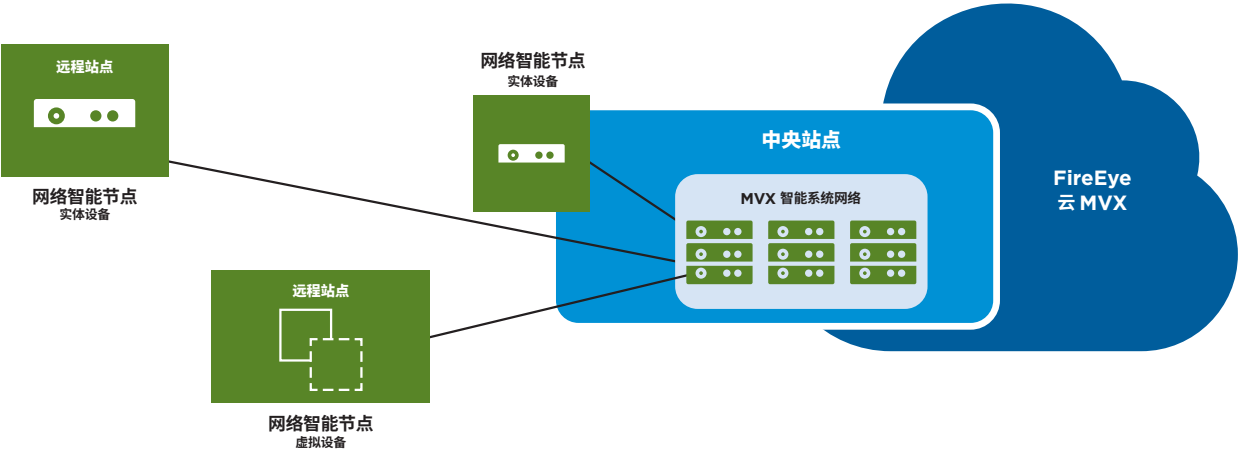 远程站点
网络智能节点
实体设备
网络智能节点
实体设备
中央站点
MVX 智能系统网络
FireEye
云 MVX
远程站点
网络智能节点
虚拟设备